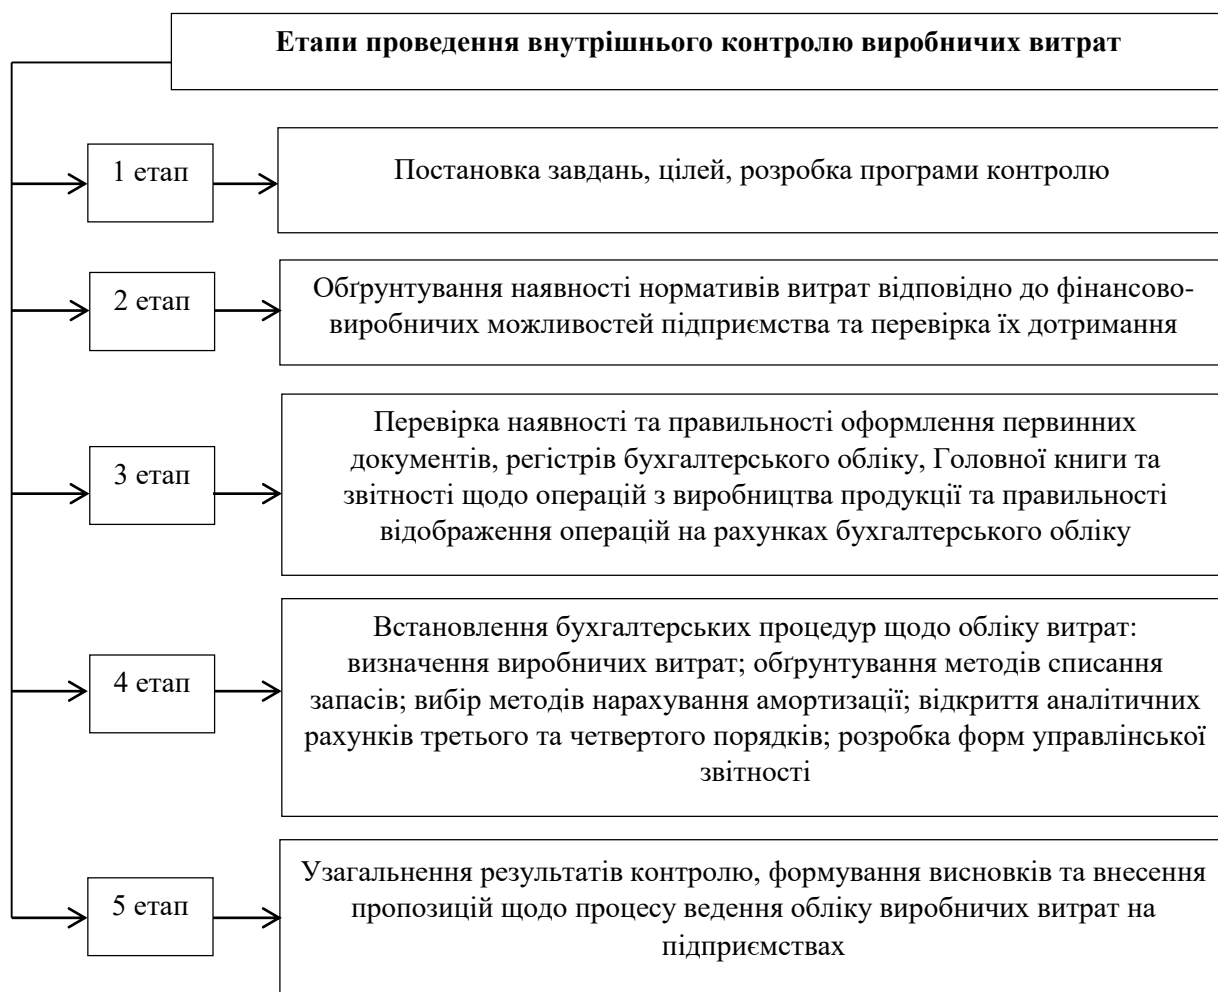 Етапи проведення внутрішнього контролю виробничих витрат
1 етап
Постановка завдань, цілей, розробка програми контролю
2 етап
Обґрунтування наявності нормативів витрат відповідно до фінансово-
виробничих можливостей підприємства та перевірка їх дотримання
3 етап
Перевірка наявності та правильності оформлення первинних
документів, регістрів бухгалтерського обліку, Головної книги та
звітності щодо операцій з виробництва продукції та правильності
відображення операцій на рахунках бухгалтерського обліку
4 етап
Встановлення бухгалтерських процедур щодо обліку витрат:
визначення виробничих витрат; обґрунтування методів списання
запасів; вибір методів нарахування амортизації; відкриття аналітичних
рахунків третього та четвертого порядків; розробка форм управлінської
звітності
5 етап
Узагальнення результатів контролю, формування висновків та внесення
пропозицій щодо процесу ведення обліку виробничих витрат на
підприємствах